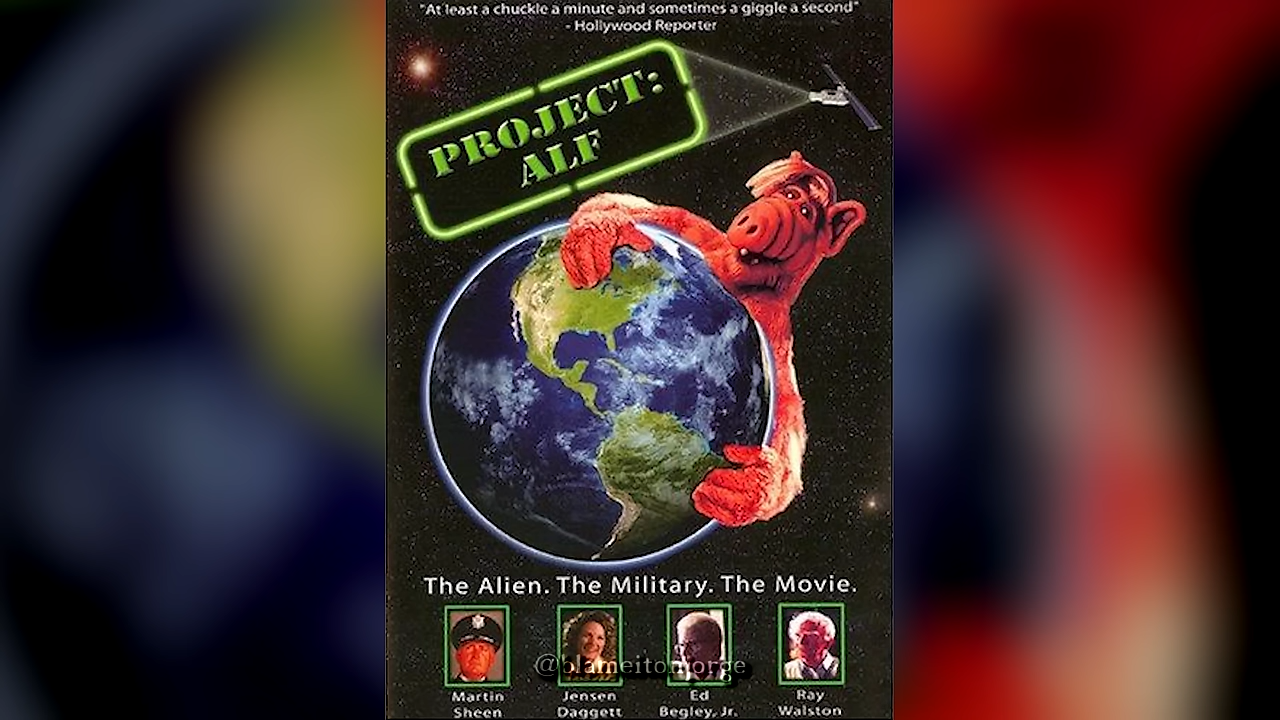 "At least a chuckle a minute and sometimes a giggle a second"
- Hollywood Reporter
PROJECT:
ALF
The Alien. The Military. The Movie.
@blameitonjorge
Martin Sheen
Jensen Daggett
Ed Begley, Jr.
Ray Walston